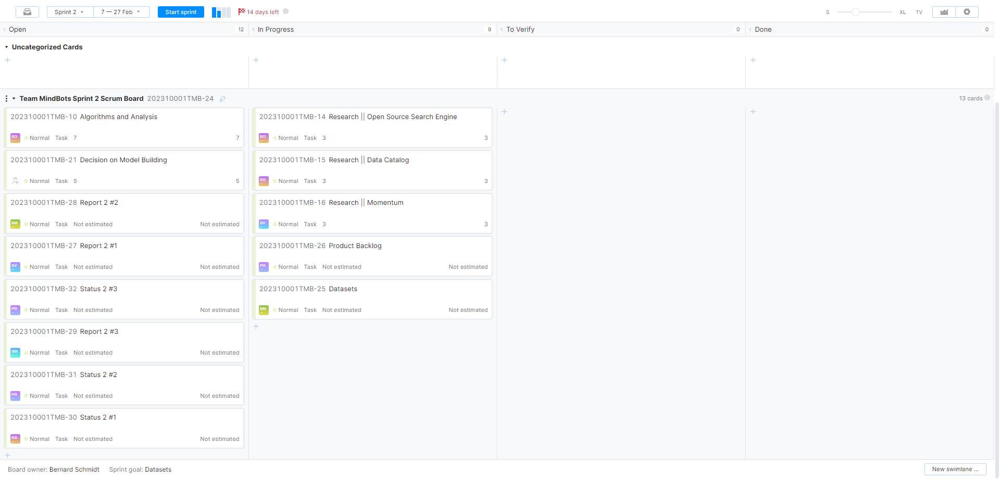 Sprint 2 7 — 27 Feb Start sprint 14 days left S XL TV
Open 12 In Progress 9 To Verify 0 Done 0
Uncategorized Cards
Team MindBots Sprint 2 Scrum Board 202310001TMB-24 13 cards
202310001TMB-10 Algorithms and Analysis
SO Normal Task 7 7
202310001TMB-21 Decision on Model Building
Normal Task 5 5
202310001TMB-28 Report 2 #2
BM Normal Task Not estimated Not estimated
202310001TMB-27 Report 2 #1
SV Normal Task Not estimated Not estimated
202310001TMB-32 Status 2 #3
PR Normal Task Not estimated Not estimated
202310001TMB-29 Report 2 #3
SM Normal Task Not estimated Not estimated
202310001TMB-31 Status 2 #2
PR Normal Task Not estimated Not estimated
202310001TMB-30 Status 2 #1
RS Normal Task Not estimated Not estimated
202310001TMB-14 Research || Open Source Search Engine
SO Normal Task 3 3
202310001TMB-15 Research || Data Catalog
SO Normal Task 3 3
202310001TMB-16 Research || Momentum
SV Normal Task 3 3
202310001TMB-26 Product Backlog
PR Normal Task Not estimated Not estimated
202310001TMB-25 Datasets
BM Normal Task Not estimated Not estimated
Board owner: Bernard Schmidt Sprint goal: Datasets New swimlane ...